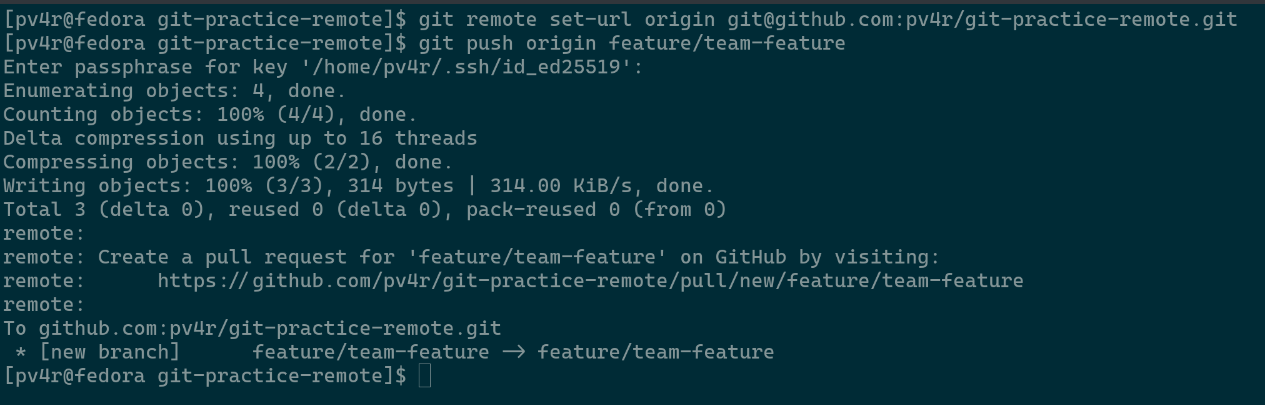 [pv4r@fedora git-practice-remote]$ git remote set-url origin git@github.com:pv4r/git-practice-remote.git
[pv4r@fedora git-practice-remote]$ git push origin feature/team-feature
Enter passphrase for key '/home/pv4r/.ssh/id_ed25519':
Enumerating objects: 4, done.
Counting objects: 100% (4/4), done.
Delta compression using up to 16 threads
Compressing objects: 100% (2/2), done.
Writing objects: 100% (3/3), 314 bytes | 314.00 KiB/s, done.
Total 3 (delta 0), reused 0 (delta 0), pack-reused 0 (from 0)
remote:
remote: Create a pull request for 'feature/team-feature' on GitHub by visiting:
remote:      https://github.com/pv4r/git-practice-remote/pull/new/feature/team-feature
remote:
To github.com:pv4r/git-practice-remote.git
 * [new branch]      feature/team-feature -> feature/team-feature
[pv4r@fedora git-practice-remote]$